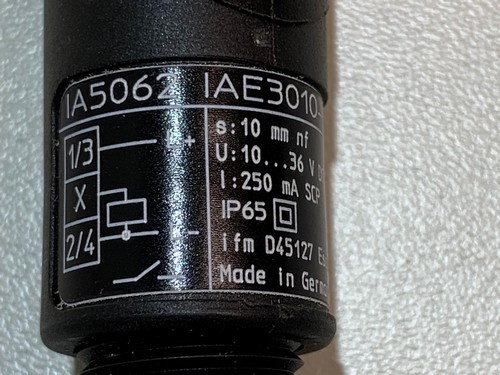 IA5062 IAE3010-
1/3 L+
X
2/4 L-
s:10 mm nf
U:10...36 V
I:250 mA SCP
IP65
ifm D45127
Made in Germ